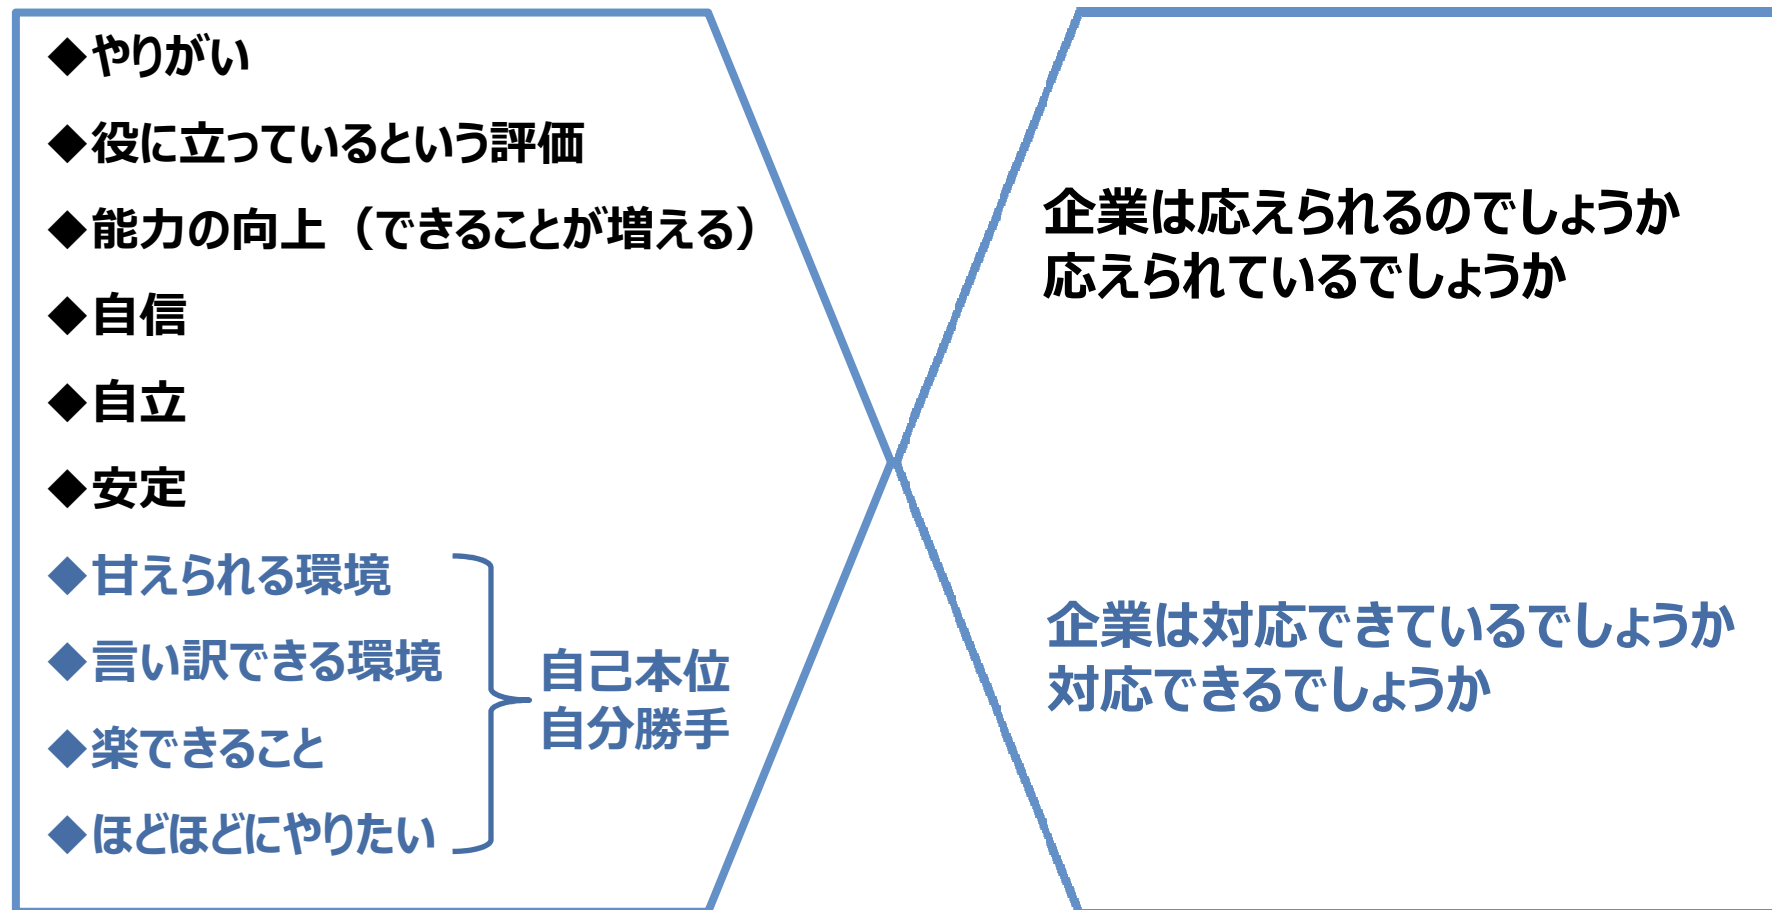 ◆やりがい
◆役に立っているという評価
◆能力の向上（できることが増える）
◆自信
◆自立
◆安定
◆甘えられる環境
◆言い訳できる環境
◆楽できること
◆ほどほどにやりたい
自己本位
自分勝手
企業は応えられるのでしょうか
応えられているでしょうか
企業は対応できているでしょうか
対応できるでしょうか